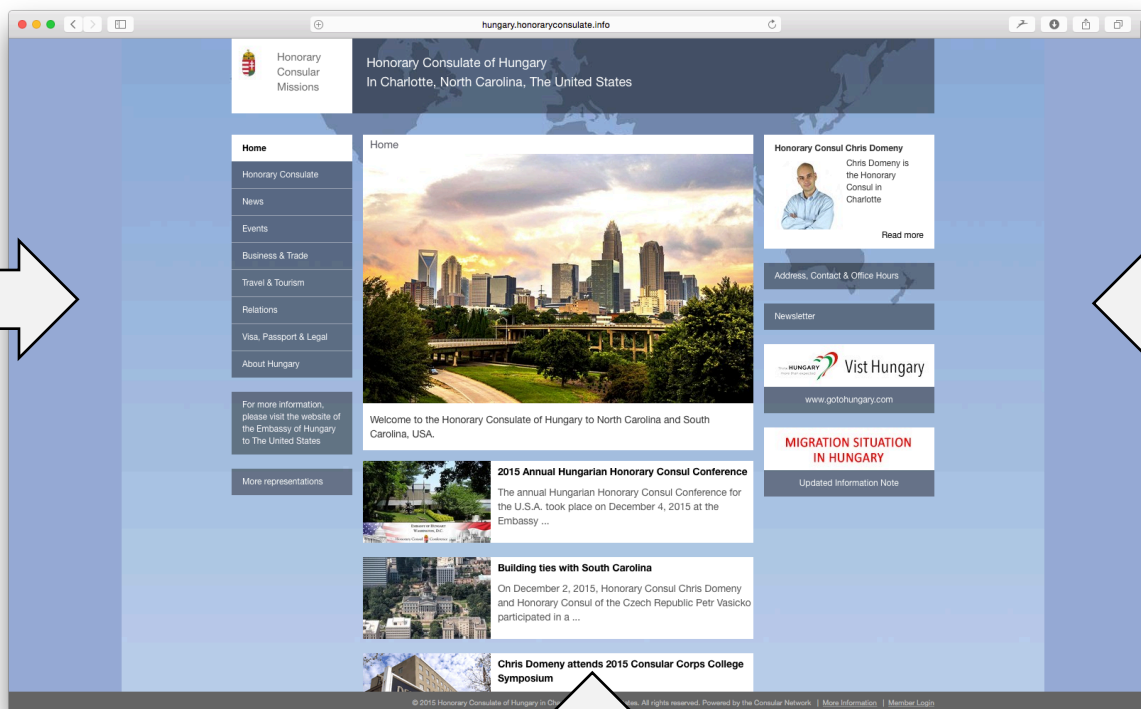 hungary.honoraryconsulate.info
Honorary
Consular
Missions
Honorary Consulate of Hungary
In Charlotte, North Carolina, The United States
Home
Honorary Consulate
News
Events
Business & Trade
Travel & Tourism
Relations
Visa, Passport & Legal
About Hungary
For more information,
please visit the website of
the Embassy of Hungary
to The United States
More representations
Home
Welcome to the Honorary Consulate of Hungary to North Carolina and South
Carolina, USA.
2015 Annual Hungarian Honorary Consul Conference
The annual Hungarian Honorary Consul Conference for
the U.S.A. took place on December 4, 2015 at the
Embassy ...
EMBASSY OF HUNGARY
WASHINGTON, D.C.
Honorary Consul Conference
Building ties with South Carolina
On December 2, 2015, Honorary Consul Chris Domeny
and Honorary Consul of the Czech Republic Petr Vasicko
participated in a ...
Chris Domeny attends 2015 Consular Corps College
Symposium
Honorary Consul Chris Domeny
Chris Domeny is
the Honorary
Consul in
Charlotte
Read more
Address, Contact & Office Hours
Newsletter
HUNGARY
Vist Hungary
www.gotohungary.com
MIGRATION SITUATION
IN HUNGARY
Updated Information Note
© 2015 Honorary Consulate of Hungary in All rights reserved. Powered by the Consular Network | More Information | Member Login